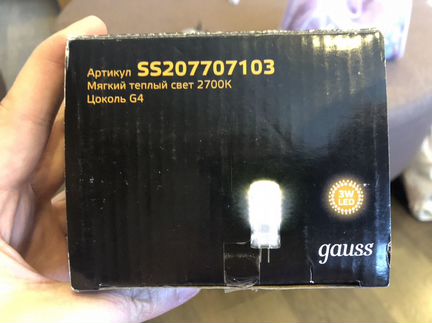 Артикул SS207707103
Мягкий теплый свет 2700K
Цоколь G4
3W
LED
gauss